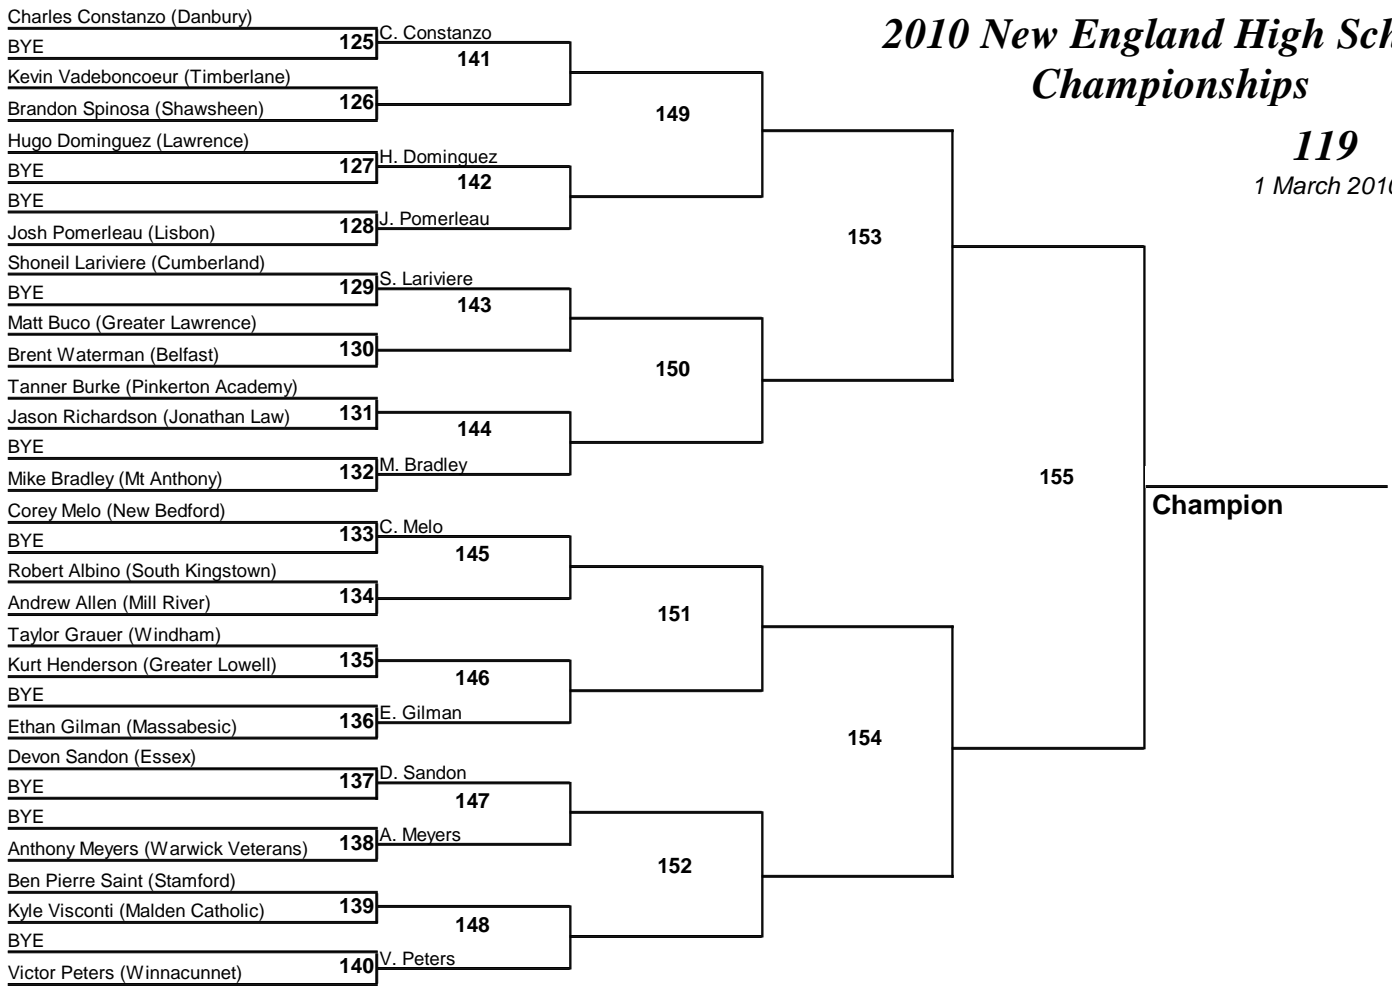 Charles Constanzo (Danbury)
BYE
125
C. Constanzo
141
Kevin Vadeboncoeur (Timberlane)
Brandon Spinosa (Shawsheen)
126
149
Hugo Dominguez (Lawrence)
BYE
127
H. Dominguez
142
BYE
Josh Pomerleau (Lisbon)
128
J. Pomerleau
153
Shoneil Lariviere (Cumberland)
BYE
129
S. Lariviere
143
Matt Buco (Greater Lawrence)
Brent Waterman (Belfast)
130
150
Tanner Burke (Pinkerton Academy)
Jason Richardson (Jonathan Law)
131
144
BYE
Mike Bradley (Mt Anthony)
132
M. Bradley
155
Champion
Corey Melo (New Bedford)
BYE
133
C. Melo
145
Robert Albino (South Kingstown)
Andrew Allen (Mill River)
134
151
Taylor Grauer (Windham)
Kurt Henderson (Greater Lowell)
135
146
BYE
Ethan Gilman (Massabesic)
136
E. Gilman
154
Devon Sandon (Essex)
BYE
137
D. Sandon
147
BYE
Anthony Meyers (Warwick Veterans)
138
A. Meyers
152
Ben Pierre Saint (Stamford)
Kyle Visconti (Malden Catholic)
139
148
BYE
Victor Peters (Winnacunnet)
140
V. Peters
2010 New England High Sch
Championships
119
1 March 2010